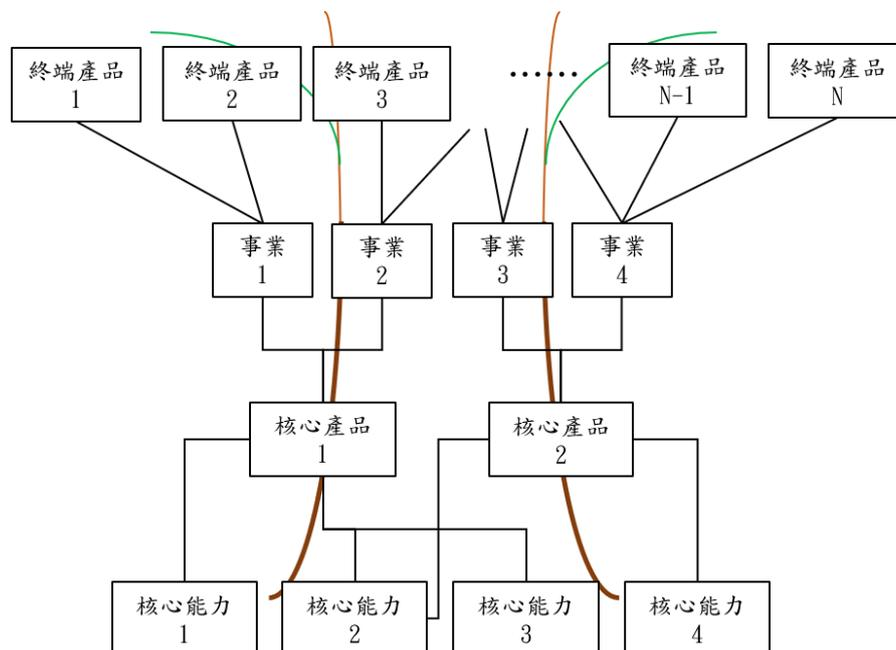 終端產品
1
終端產品
2
終端產品
3
······
終端產品
N-1
終端產品
N
事業
1
事業
2
事業
3
事業
4
核心產品
1
核心產品
2
核心能力
1
核心能力
2
核心能力
3
核心能力
4